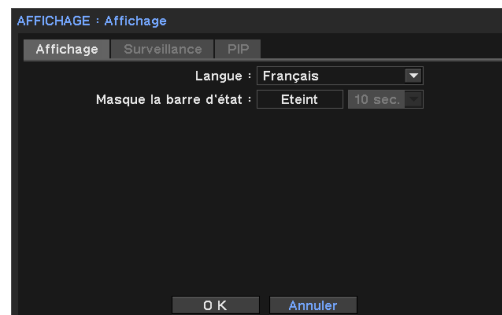 AFFICHAGE : Affichage
Affichage Surveillance PIP
Langue : Français
Masque la barre d'état : Eteint 10 sec.
O K Annuler